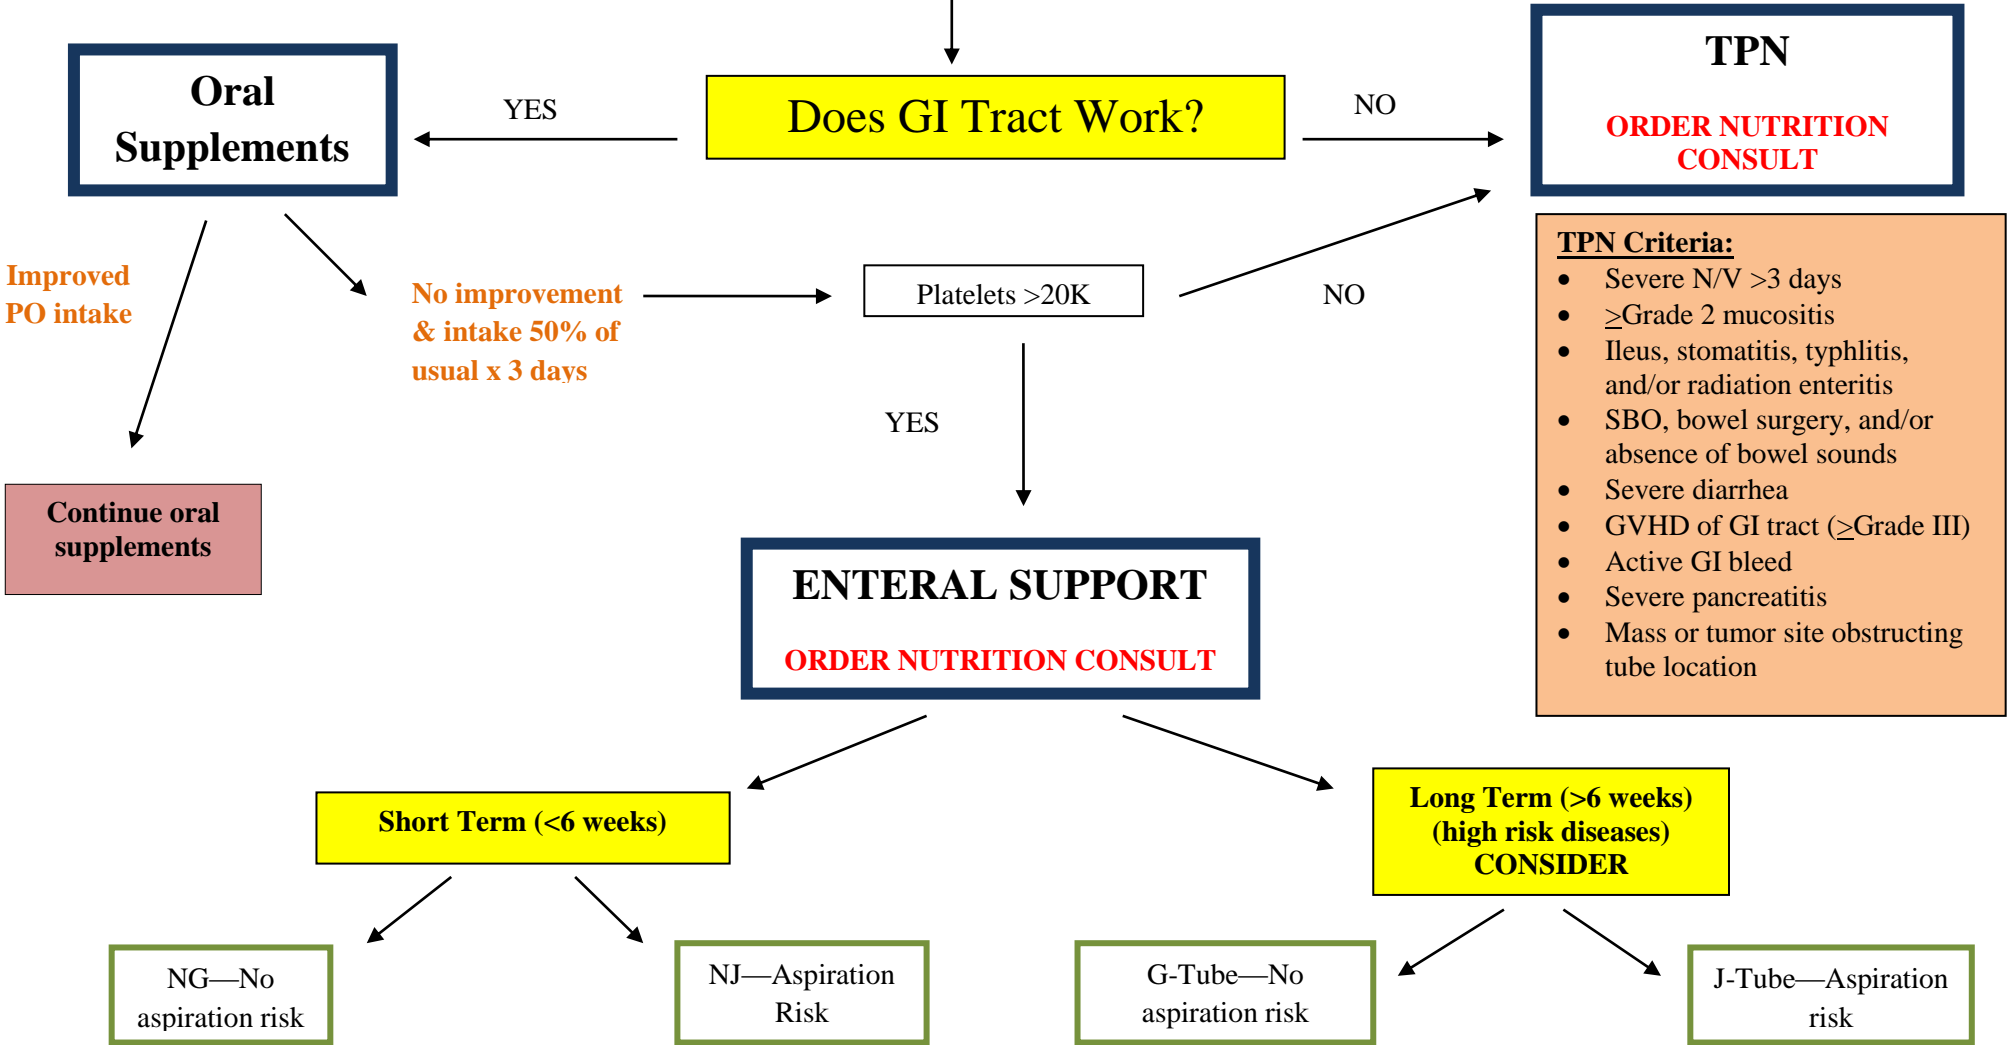 Does GI Tract Work?
YES
NO
Oral
Supplements
TPN
ORDER NUTRITION
CONSULT
Improved
PO intake
No improvement
& intake 50% of
usual x 3 days
Platelets >20K
NO
YES
Continue oral
supplements
TPN Criteria:
• Severe N/V >3 days
• ≥Grade 2 mucositis
• Ileus, stomatitis, typhlitis,
and/or radiation enteritis
• SBO, bowel surgery, and/or
absence of bowel sounds
• Severe diarrhea
• GVHD of GI tract (≥Grade III)
• Active GI bleed
• Severe pancreatitis
• Mass or tumor site obstructing
tube location
ENTERAL SUPPORT
ORDER NUTRITION CONSULT
Short Term (<6 weeks)
Long Term (>6 weeks)
(high risk diseases)
CONSIDER
NG—No
aspiration risk
NJ—Aspiration
Risk
G-Tube—No
aspiration risk
J-Tube—Aspiration
risk